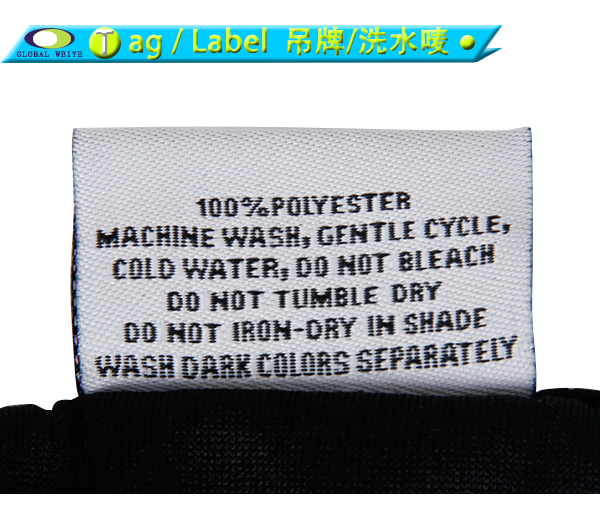 GLOBAL WEIYE
Tag / Label 吊牌/洗水唛
100%POLYESTER
MACHINE WASH, GENTLE CYCLE,
COLD WATER, DO NOT BLEACH
DO NOT TUMBLE DRY
DO NOT IRON-DRY IN SHADE
WASH DARK COLORS SEPARATELY